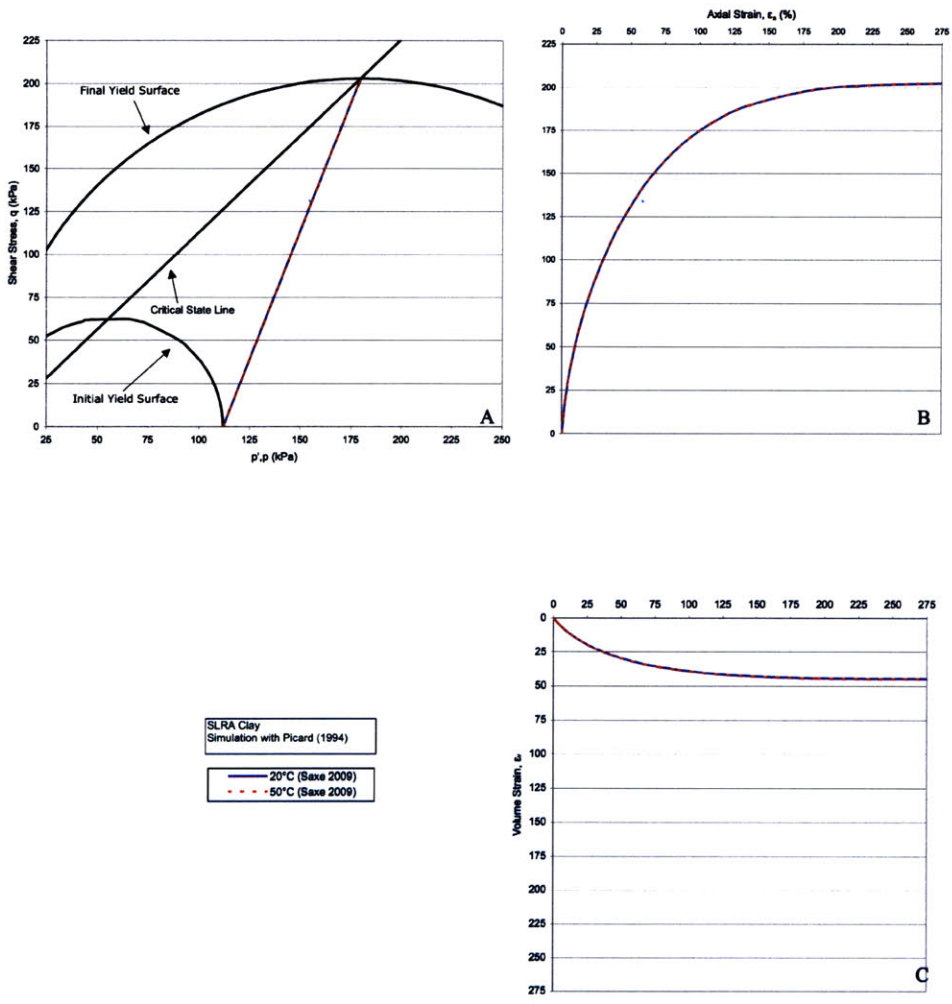 225
200
175
150
125
100
75
50
25
0
Shear Stress, q (kPa)
Final Yield Surface
Critical State Line
Initial Yield Surface
A
25 50 75 100 125 150 175 200 225 250
p',p (kPa)
Axial Strain, εₐ (%)
0 25 50 75 100 125 150 175 200 225 250 275
225
200
175
150
125
100
75
50
25
0
B
SLRA Clay
Simulation with Picard (1994)
20°C (Saxe 2009)
50°C (Saxe 2009)
0 25 50 75 100 125 150 175 200 225 250 275
0
25
50
75
100
125
150
175
200
225
250
275
Volume Strain, εᵥ
C